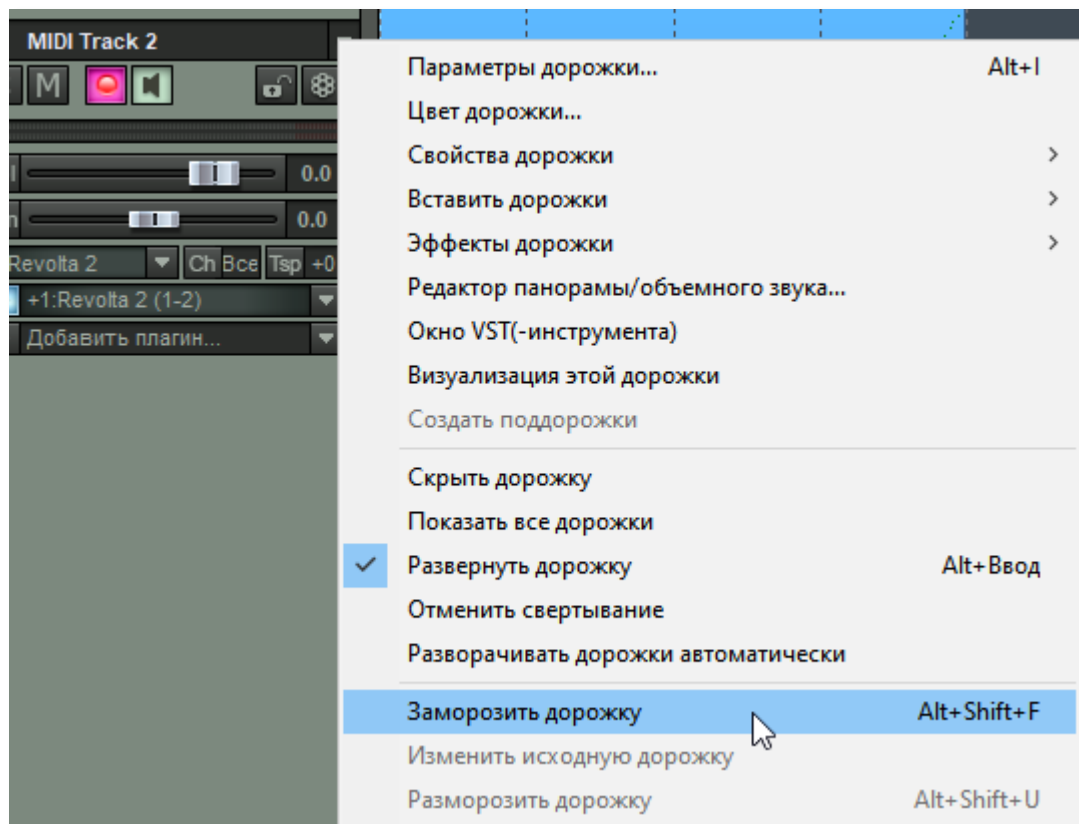 MIDI Track 2
M
0.0
0.0
Revolta 2 Ch Все Tsp +0
+1:Revolta 2 (1-2)
Добавить плагин...
Параметры дорожки... Alt+I
Цвет дорожки...
Свойства дорожки
Вставить дорожки
Эффекты дорожки
Редактор панорамы/объемного звука...
Окно VST(-инструмента)
Визуализация этой дорожки
Создать поддорожки
Скрыть дорожку
Показать все дорожки
Развернуть дорожку Alt+Ввод
Отменить свертывание
Разворачивать дорожки автоматически
Заморозить дорожку Alt+Shift+F
Изменить исходную дорожку
Разморозить дорожку Alt+Shift+U